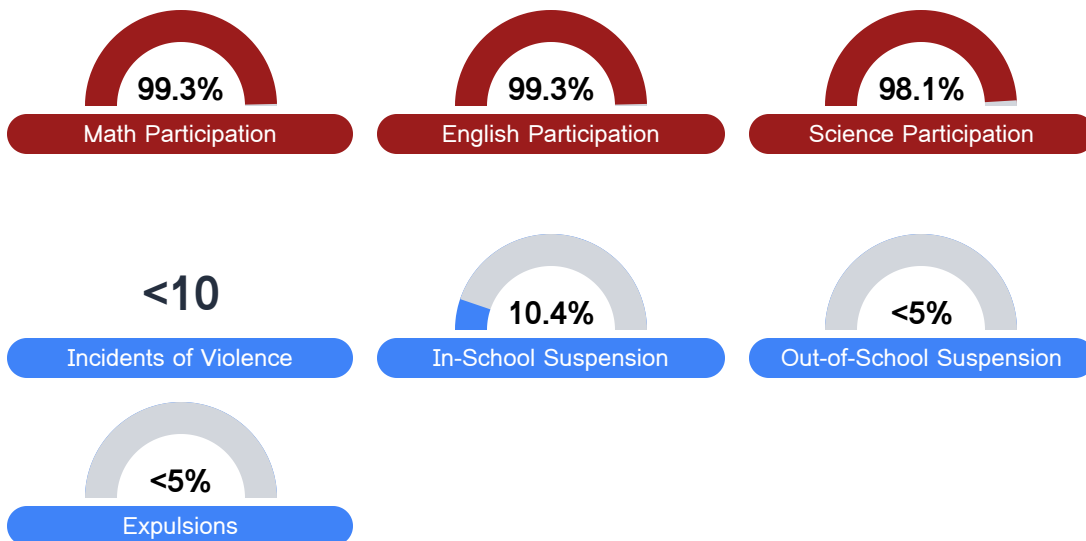 99.3%
Math Participation
99.3%
English Participation
98.1%
Science Participation
<10
Incidents of Violence
10.4%
In-School Suspension
<5%
Out-of-School Suspension
<5%
Expulsions